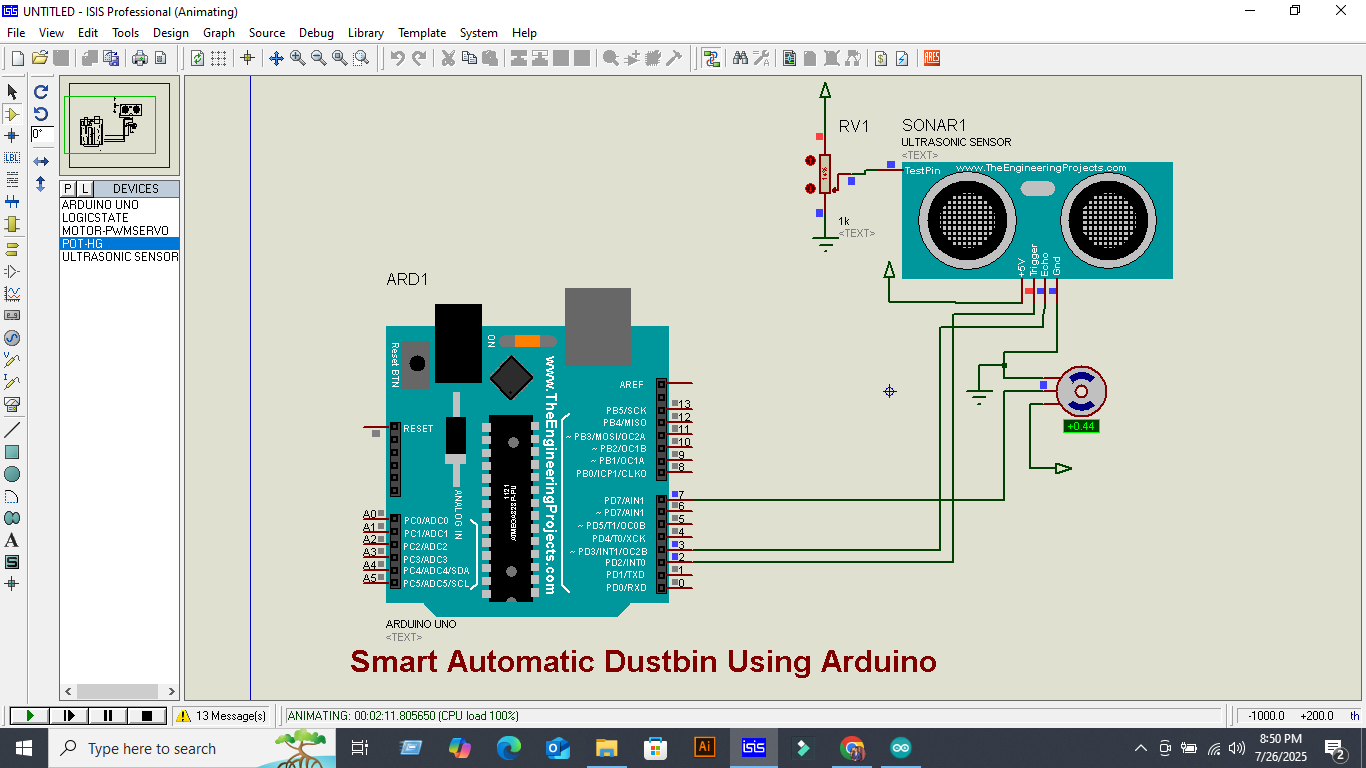 UNTITLED - ISIS Professional (Animating)
File View Edit Tools Design Graph Source Debug Library Template System Help
LBL
0°
P L DEVICES
ARDUINO UNO
LOGICSTATE
MOTOR-PWMSERVO
POT-HG
ULTRASONIC SENSOR
A
S
ARES
RV1
1k
<TEXT>
SONAR1
ULTRASONIC SENSOR
<TEXT>
TestPin
www.TheEngineeringProjects.com
+5V
Trigger
Echo
Gnd
+0.44
ARD1
Reset BTN
ON
www.TheEngineeringProjects.com
RESET
ANALOG IN
1121
AREF
PB5/SCK 13
PB4/MISO 12
~ PB3/MOSI/OC2A 11
~ PB2/OC1B 10
~ PB1/OC1A 9
PB0/ICP1/CLKO 8
PD7/AIN1 7
~ PD7/AIN1 6
~ PD5/T1/OC0B 5
PD4/T0/XCK 4
~ PD3/INT1/OC2B 3
PD2/INT0 2
PD1/TXD 1
PD0/RXD 0
A0 PC0/ADC0
A1 PC1/ADC1
A2 PC2/ADC2
A3 PC3/ADC3
A4 PC4/ADC4/SDA
A5 PC5/ADC5/SCL
ARDUINO UNO
<TEXT>
Smart Automatic Dustbin Using Arduino
13 Message(s)
ANIMATING: 00:02:11.805650 (CPU load 100%)
-1000.0 +200.0 th
Type here to search
Ai
isis
8:50 PM
7/26/2025
2